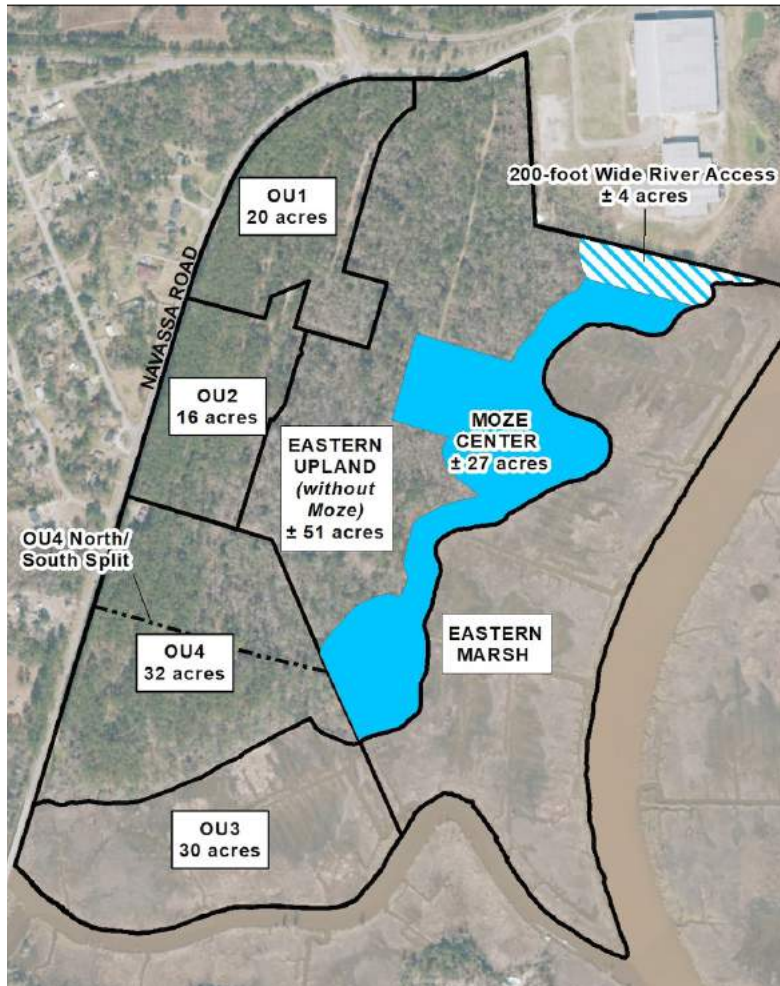 200-foot Wide River Access
± 4 acres
OU1
20 acres
NAVASSA ROAD
OU2
16 acres
MOZE
CENTER
± 27 acres
EASTERN
UPLAND
(without
Moze)
± 51 acres
OU4 North/
South Split
EASTERN
MARSH
OU4
32 acres
OU3
30 acres